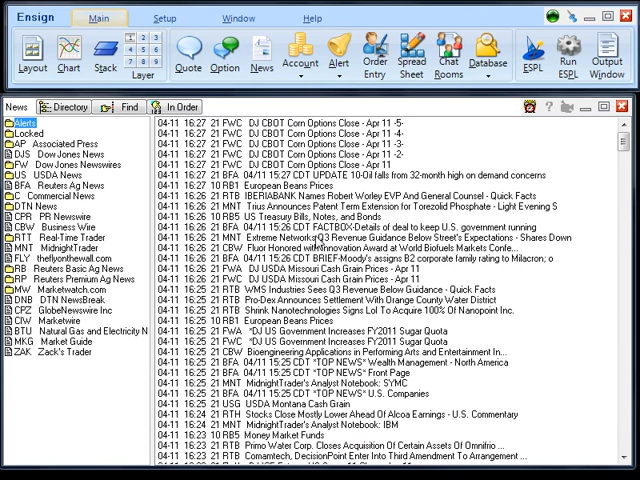 Ensign Main Setup Window Help
Layout Chart Stack 1 2 3 4 5 6 7 8 9 Layer Quote Option News Account Alert Order Entry Spread Sheet Chat Rooms Database ESPL Run ESPL Output Window
News Directory Find In Order
Alerts
Locked
AP Associated Press
DJS Dow Jones News
FW Dow Jones Newswires
US USDA News
BFA Reuters Ag News
C Commercial News
DTN News
CPR PR Newswire
CBW Business Wire
RTT Real-Time Trader
MNT MidnightTrader
FLY theflyonthewall.com
RB Reuters Basic Ag News
RP Reuters Premium Ag News
MW Marketwatch.com
DNB DTN NewsBreak
CPZ GlobeNewswire Inc
CIW Marketwire
BTU Natural Gas and Electricity N
MKG Market Guide
ZAK Zack's Trader
04-11 16:27 21 FWC DJ CBOT Corn Options Close - Apr 11 -5-
04-11 16:27 21 FWC DJ CBOT Corn Options Close - Apr 11 -4-
04-11 16:27 21 FWC DJ CBOT Corn Options Close - Apr 11 -3-
04-11 16:27 21 FWC DJ CBOT Corn Options Close - Apr 11 -2-
04-11 16:27 21 FWC DJ CBOT Corn Options Close - Apr 11
04-11 16:27 21 BFA 04/11 15:27 CDT UPDATE 10-Oil falls from 32-month high on demand concerns
04-11 16:27 10 RB1 European Beans Prices
04-11 16:26 21 RTB IBERIABANK Names Robert Worley EVP And General Counsel - Quick Facts
04-11 16:26 21 MNT Trius Announces Patent Term Extension for Torezolid Phosphate - Light Evening S
04-11 16:26 10 RB5 US Treasury Bills, Notes, and Bonds
04-11 16:26 21 BFA 04/11 15:26 CDT FACTBOX-Details of deal to keep U.S. government running
04-11 16:26 21 MNT Extreme Networks Q3 Revenue Guidance Below Street's Expectations - Shares Down
04-11 16:26 21 CBW Fluor Honored with Innovation Award at World Biofuels Markets Confe...
04-11 16:26 21 BFA 04/11 15:26 CDT BRIEF-Moody's assigns B2 corporate family rating to Milacron; o
04-11 16:26 21 FWA DJ USDA Missouri Cash Grain Prices - Apr 11
04-11 16:26 21 FWC DJ USDA Missouri Cash Grain Prices - Apr 11
04-11 16:25 21 RTB WMS Industries Sees Q3 Revenue Below Guidance - Quick Facts
04-11 16:25 21 RTB Pro-Dex Announces Settlement With Orange County Water District
04-11 16:25 21 RTB Shrink Nanotechnologies Signs LoI To Acquire 100% Of Nonpoint Inc.
04-11 16:25 10 RB1 European Beans Prices
04-11 16:25 21 FWA *DJ US Government Increases FY2011 Sugar Quota
04-11 16:25 21 FWC *DJ US Government Increases FY2011 Sugar Quota
04-11 16:25 21 CBW Bioengineering Applications in Performing Arts and Entertainment In...
04-11 16:25 21 BFA 04/11 15:25 CDT *TOP NEWS* Wealth Management - North America
04-11 16:25 21 BFA 04/11 15:25 CDT *TOP NEWS* Front Page
04-11 16:25 21 MNT MidnightTrader's Analyst Notebook: SYMC
04-11 16:25 21 BFA 04/11 15:25 CDT *TOP NEWS* U.S. Companies
04-11 16:25 21 USG USDA Montana Cash Grain
04-11 16:24 21 RTH Stocks Close Mostly Lower Ahead Of Alcoa Earnings - U.S. Commentary
04-11 16:24 21 MNT MidnightTrader's Analyst Notebook: IBM
04-11 16:23 10 RB5 Money Market Funds
04-11 16:23 21 RTB Primo Water Corp. Closes Acquisition Of Certain Assets Of Omnifrio ...
04-11 16:23 21 RTB Comamtech, DecisionPoint Enter Into Third Amendment To Arrangement ...